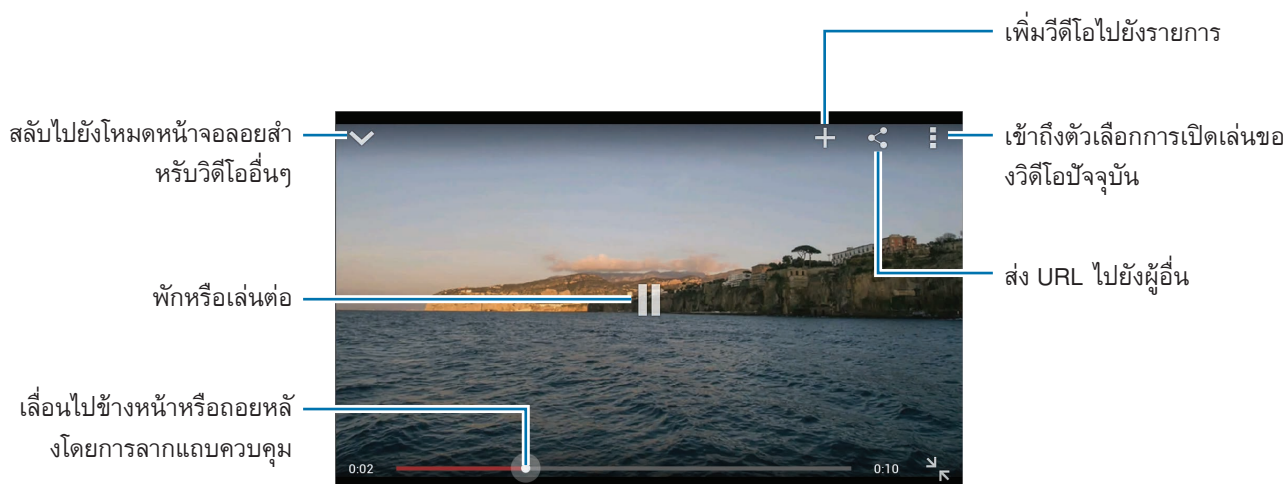 เพิ่มวีดีโอไปยังรายการ
สลับไปยังโหมดหน้าจอลอยสำ
หรับวิดีโออื่นๆ
เข้าถึงตัวเลือกการเปิดเล่นขอ
งวิดีโอปัจจุบัน
ส่ง URL ไปยังผู้อื่น
พักหรือเล่นต่อ
เลื่อนไปข้างหน้าหรือถอยหลั
งโดยการลากแถบควบคุม
0:02 0:10